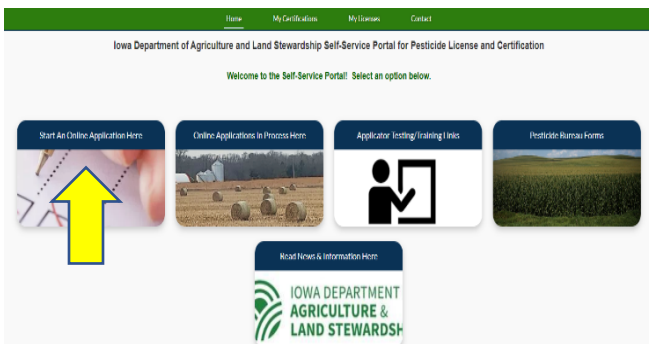 Home My Certifications My Licenses Contact
Iowa Department of Agriculture and Land Stewardship Self-Service Portal for Pesticide License and Certification
Welcome to the Self-Service Portal! Select an option below.
Start An Online Application Here Online Applications In Process Here Applicator Testing/Training Links Pesticide Bureau Forms
Read News & Information Here
IOWA DEPARTMENT
AGRICULTURE &
LAND STEWARDSH